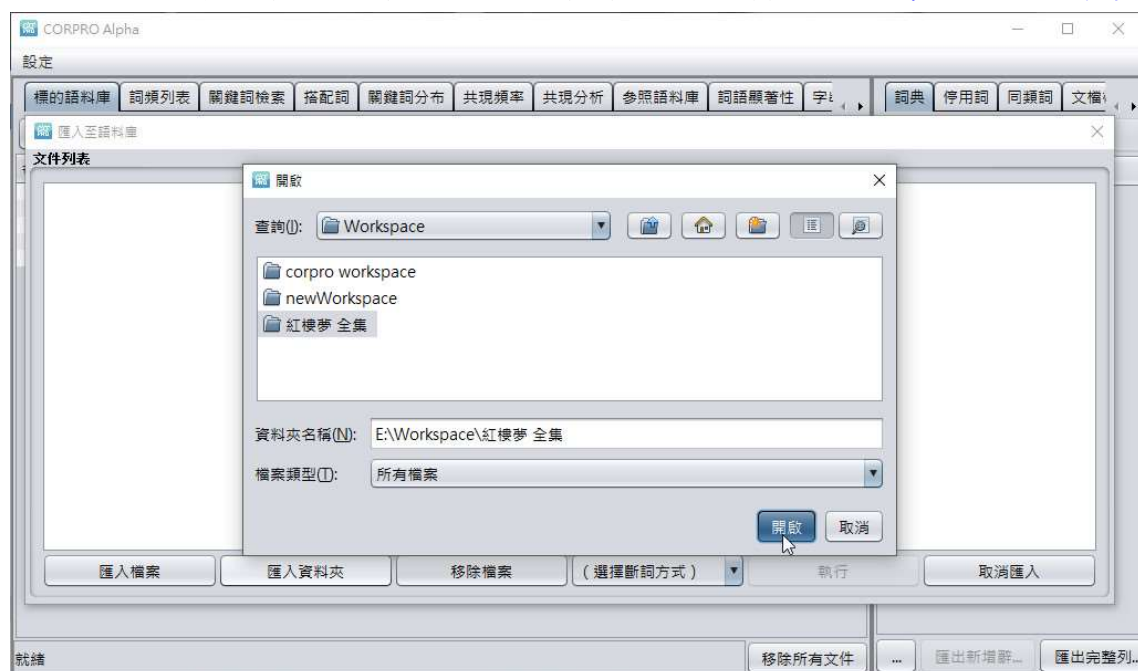 CORPRO Alpha
設定
標的語料庫 詞頻列表 關鍵詞檢索 搭配詞 關鍵詞分布 共現頻率 共現分析 參照語料庫 詞語顯著性 詞典 停用詞 同類詞
匯入至語料庫
文件列表
開啟
查詢(I): Workspace
corpro workspace
newWorkspace
紅樓夢 全集
資料夾名稱(N): E:\Workspace\紅樓夢 全集
檔案類型(T): 所有檔案
開啟 取消
匯入檔案 匯入資料夾 移除檔案 (選擇斷詞方式) 執行 取消匯入
就緒 移除所有文件 ... 匯出新增辭... 匯出完整列...